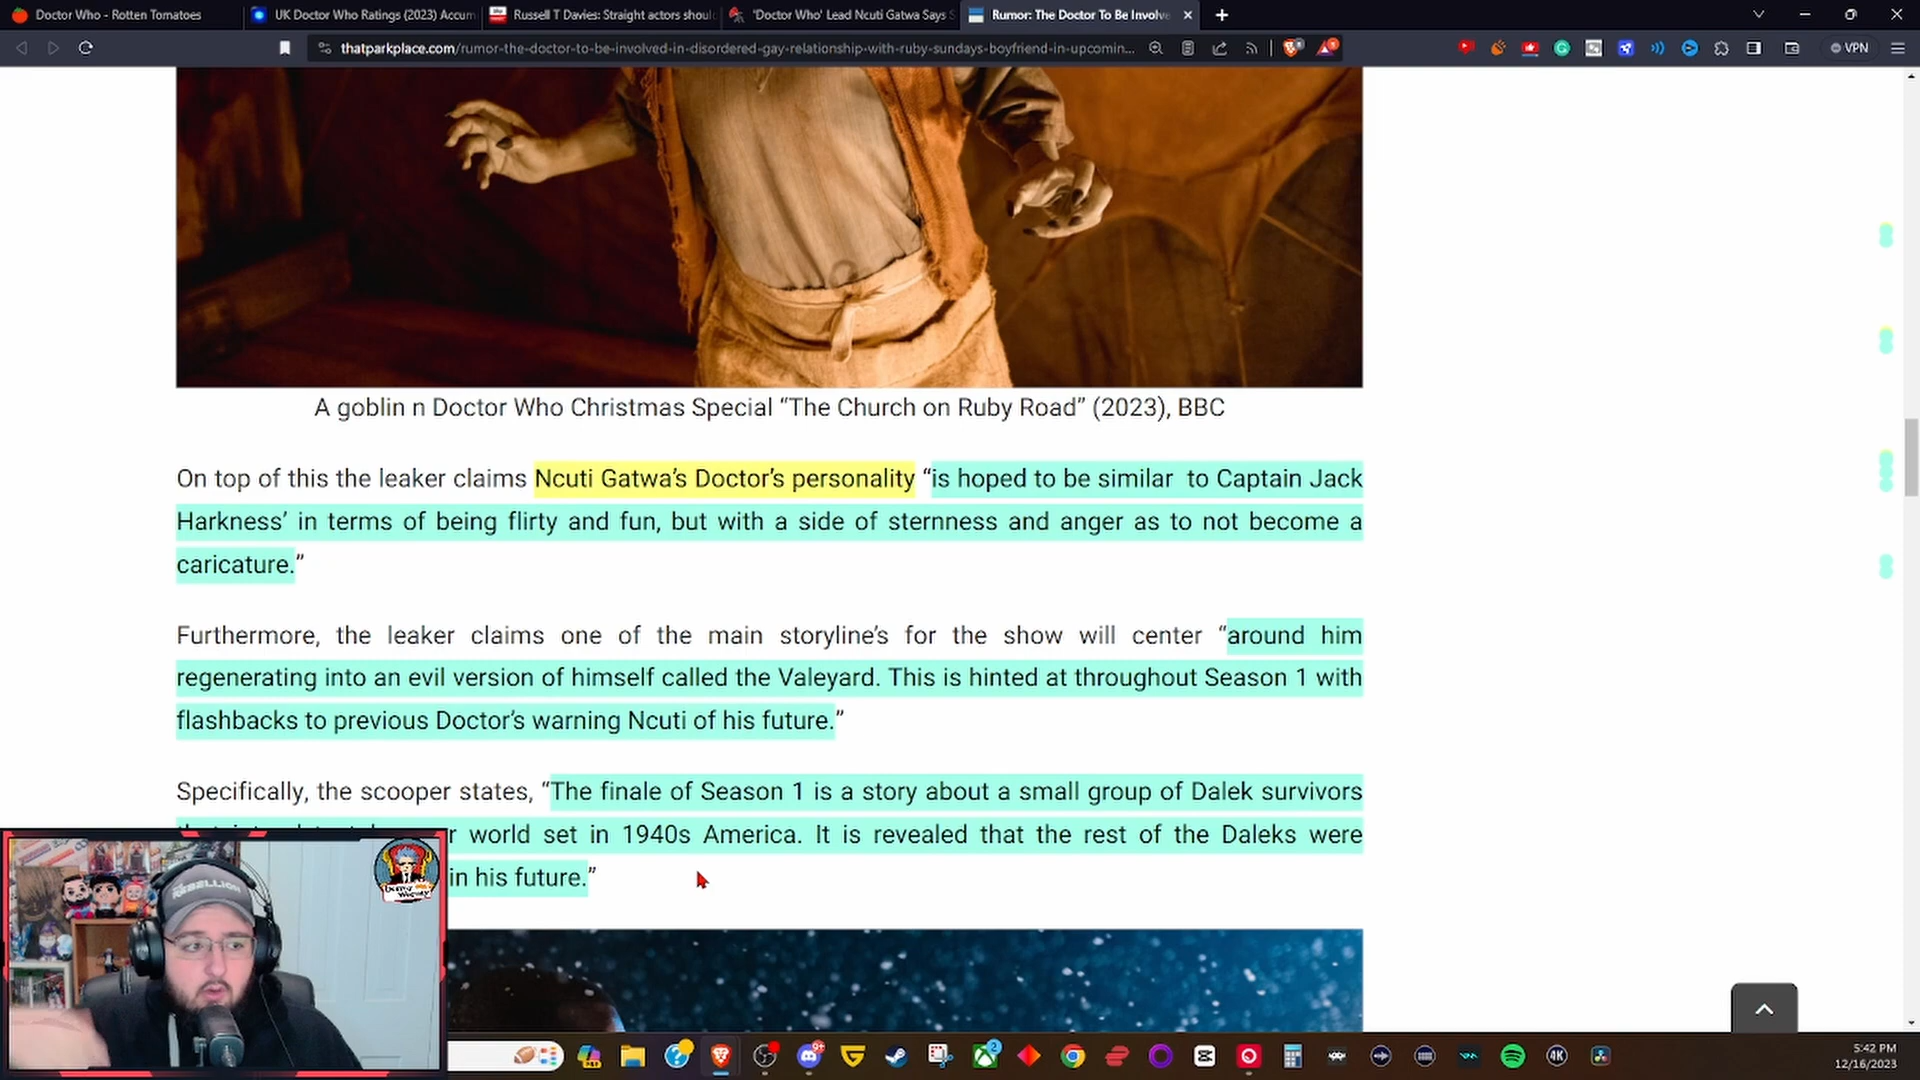 Doctor Who - Rotten Tomatoes
UK Doctor Who Ratings (2023) Accum
Russell T Davies: Straight actors shoul
'Doctor Who' Lead Ncuti Gatwa Says S
Rumor: The Doctor To Be Involve
thatparkplace.com/rumor-the-doctor-to-be-involved-in-disordered-gay-relationship-with-ruby-sundays-boyfriend-in-upcomin...
VPN
A goblin n Doctor Who Christmas Special “The Church on Ruby Road” (2023), BBC
On top of this the leaker claims Ncuti Gatwa’s Doctor’s personality “is hoped to be similar to Captain Jack
Harkness’ in terms of being flirty and fun, but with a side of sternness and anger as to not become a
caricature.”
Furthermore, the leaker claims one of the main storyline’s for the show will center “around him
regenerating into an evil version of himself called the Valeyard. This is hinted at throughout Season 1 with
flashbacks to previous Doctor’s warning Ncuti of his future.”
Specifically, the scooper states, “The finale of Season 1 is a story about a small group of Dalek survivors
r world set in 1940s America. It is revealed that the rest of the Daleks were
in his future.”
REBELLION
5:42 PM
12/16/2023